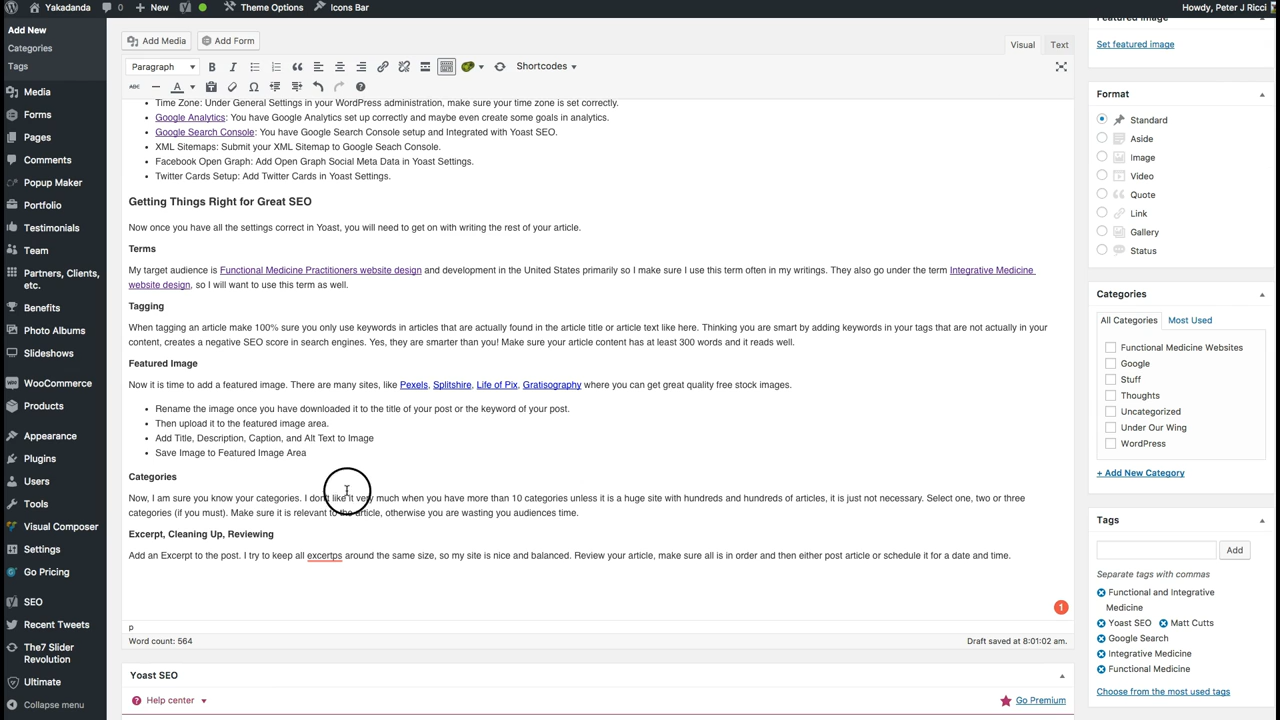 Yakadanda
0
New
Theme Options
Icons Bar
Howdy, Peter J Ricci
Add New
Categories
Tags
Media
Forms
Pages
Comments
Popup Maker
Portfolio
Testimonials
Team
Partners, Clients,
etc.
Benefits
Photo Albums
Slideshows
WooCommerce
Products
Appearance
Plugins
Users
Tools
Visual Composer
Settings
Go Pricing
SEO
Recent Tweets
The7 Slider
Revolution
Ultimate
Collapse menu
Add Media
Add Form
Visual
Text
Paragraph
B
I
Shortcodes
ABC
A
Time Zone: Under General Settings in your WordPress administration, make sure your time zone is set correctly.
Google Analytics: You have Google Analytics set up correctly and maybe even create some goals in analytics.
Google Search Console: You have Google Search Console setup and Integrated with Yoast SEO.
XML Sitemaps: Submit your XML Sitemap to Google Seach Console.
Facebook Open Graph: Add Open Graph Social Meta Data in Yoast Settings.
Twitter Cards Setup: Add Twitter Cards in Yoast Settings.
Getting Things Right for Great SEO
Now once you have all the settings correct in Yoast, you will need to get on with writing the rest of your article.
Terms
My target audience is Functional Medicine Practitioners website design and development in the United States primarily so I make sure I use this term often in my writings. They also go under the term Integrative Medicine
website design, so I will want to use this term as well.
Tagging
When tagging an article make 100% sure you only use keywords in articles that are actually found in the article title or article text like here. Thinking you are smart by adding keywords in your tags that are not actually in your
content, creates a negative SEO score in search engines. Yes, they are smarter than you! Make sure your article content has at least 300 words and it reads well.
Featured Image
Now it is time to add a featured image. There are many sites, like Pexels, Splitshire, Life of Pix, Gratisography where you can get great quality free stock images.
Rename the image once you have downloaded it to the title of your post or the keyword of your post.
Then upload it to the featured image area.
Add Title, Description, Caption, and Alt Text to Image
Save Image to Featured Image Area
Categories
Now, I am sure you know your categories. I don't like it very much when you have more than 10 categories unless it is a huge site with hundreds and hundreds of articles, it is just not necessary. Select one, two or three
categories (if you must). Make sure it is relevant to the article, otherwise you are wasting you audiences time.
Excerpt, Cleaning Up, Reviewing
Add an Excerpt to the post. I try to keep all excertps around the same size, so my site is nice and balanced. Review your article, make sure all is in order and then either post article or schedule it for a date and time.
1
p
Word count: 564
Draft saved at 8:01:02 am.
Yoast SEO
Help center
Go Premium
Featured Image
Set featured image
Format
Standard
Aside
Image
Video
Quote
Link
Gallery
Status
Categories
All Categories
Most Used
Functional Medicine Websites
Google
Stuff
Thoughts
Uncategorized
Under Our Wing
WordPress
+ Add New Category
Tags
Add
Separate tags with commas
Functional and Integrative
Medicine
Yoast SEO
Matt Cutts
Google Search
Integrative Medicine
Functional Medicine
Choose from the most used tags